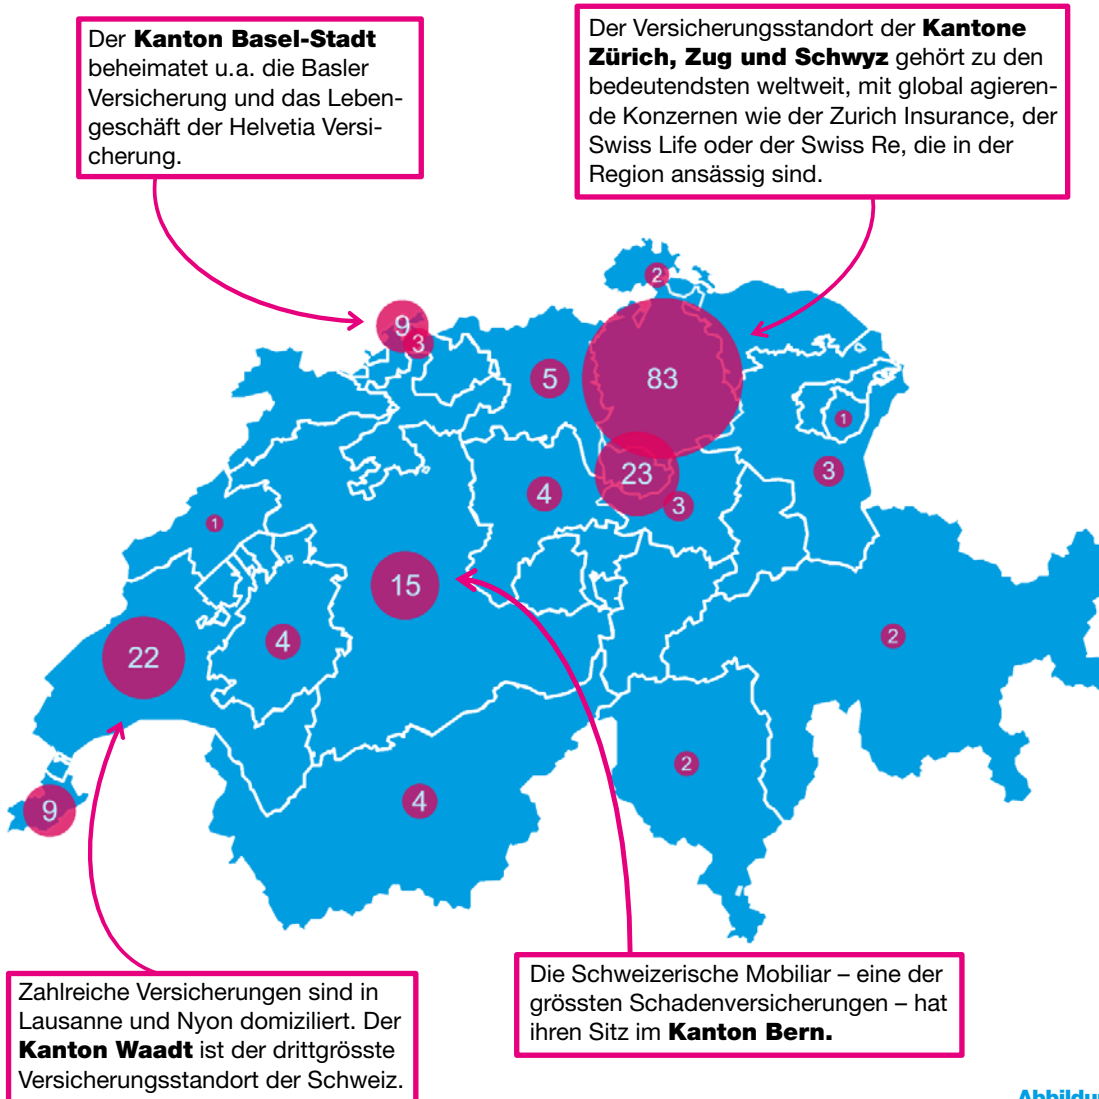 Der Kanton Basel-Stadt
beheimatet u.a. die Basler
Versicherung und das Leben-
geschäft der Helvetia Versi-
cherung.
Der Versicherungsstandort der Kantone
Zürich, Zug und Schwyz gehört zu den
bedeutendsten weltweit, mit global agieren-
de Konzernen wie der Zurich Insurance, der
Swiss Life oder der Swiss Re, die in der
Region ansässig sind.
2
9
3
5
83
1
23
3
4
3
1
15
4
22
2
2
4
9
Zahlreiche Versicherungen sind in
Lausanne und Nyon domiziliert. Der
Kanton Waadt ist der drittgrösste
Versicherungsstandort der Schweiz.
Die Schweizerische Mobiliar – eine der
grössten Schadenversicherungen – hat
ihren Sitz im Kanton Bern.